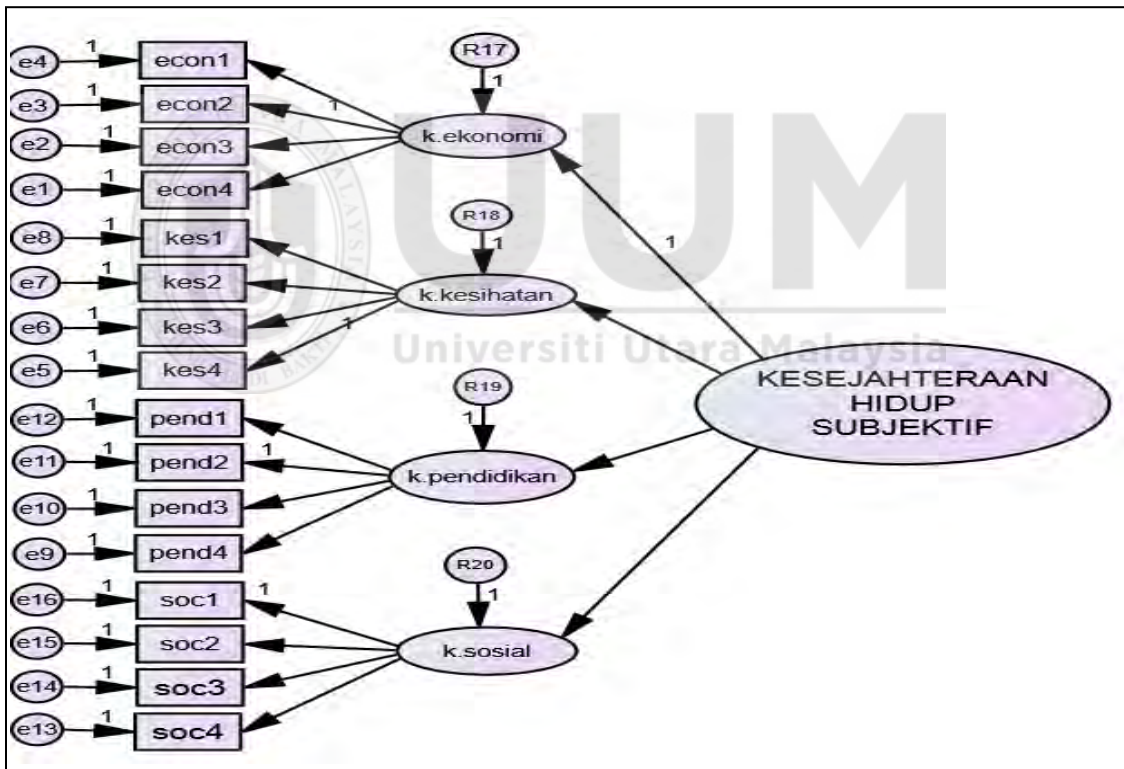 e4 1 econ1
e3 1 econ2
e2 1 econ3
e1 1 econ4
1
k.ekonomi
R17
1
e8 1 kes1
e7 1 kes2
e6 1 kes3
e5 1 kes4
1
k.kesihatan
R18
1
e12 1 pend1
e11 1 pend2
e10 1 pend3
e9 1 pend4
1
k.pendidikan
R19
1
e16 1 soc1
e15 1 soc2
e14 1 soc3
e13 1 soc4
1
k.sosial
R20
1
1
KESEJAHTERAAN
HIDUP
SUBJEKTIF
UUM
Universiti Utara Malaysia